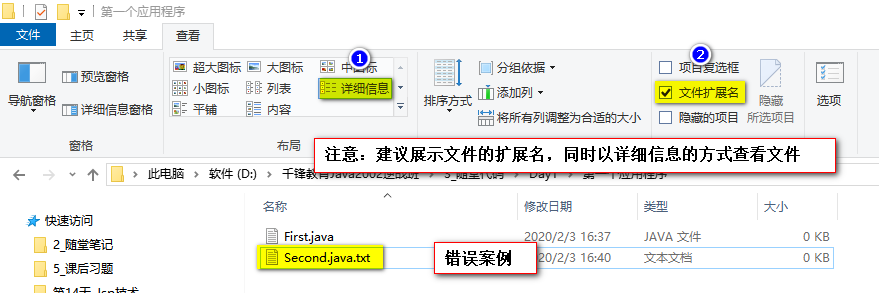 第一个应用程序
文件 主页 共享 查看
1 2
导航窗格 预览窗格 详细信息窗格
超大图标 大图标 中图标
小图标 列表 详细信息
平铺 内容
排序方式 分组依据
添加列
将所有列调整为合适的大小
项目复选框
文件扩展名
隐藏的项目
隐藏
所选项目
选项
窗格 布局
注意：建议展示文件的扩展名，同时以详细信息的方式查看文件
此电脑 软件 (D:) 千锋教育Java2002逆战班 5_随堂代码 Day1 第一个应用程序
快速访问
2_随堂笔记
5_课后习题
第14天 Jsp技术
名称 修改日期 类型 大小
First.java 2020/2/3 16:37 JAVA 文件 0 KB
Second.java.txt 2020/2/3 16:40 文本文档 0 KB
错误案例